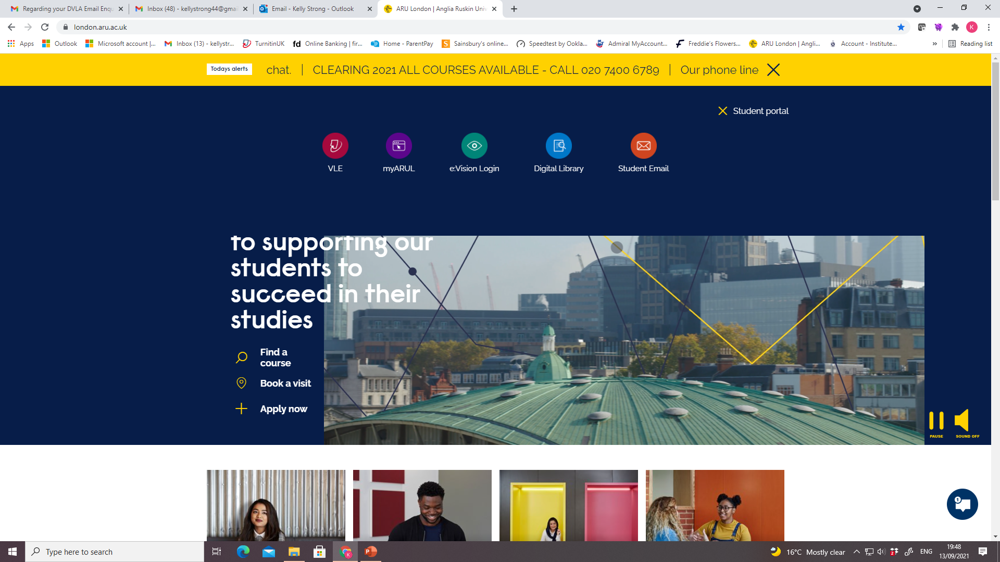 Regarding your DVLA Email Enqu
Inbox (48) - kellystrong44@gmai
Email - Kelly Strong - Outlook
ARU London | Anglia Ruskin Univ
london.aru.ac.uk
K
Apps
Outlook
Microsoft account |...
Inbox (13) - kellystr...
TurnitinUK
fd Online Banking | fir...
Home - ParentPay
S Sainsbury's online...
Speedtest by Ookla...
Admiral MyAccount...
Freddie's Flowers...
ARU London | Angli...
Account - Institute...
»
Reading list
Todays alerts
chat. | CLEARING 2021 ALL COURSES AVAILABLE - CALL 020 7400 6789 | Our phone line
Student portal
VLE
myARUL
e:Vision Login
Digital Library
Student Email
to supporting our
students to
succeed in their
studies
Find a
course
Book a visit
Apply now
PAUSE
SOUND OFF
1
Type here to search
K
P
16°C Mostly clear
2
ENG
19:48
13/09/2021